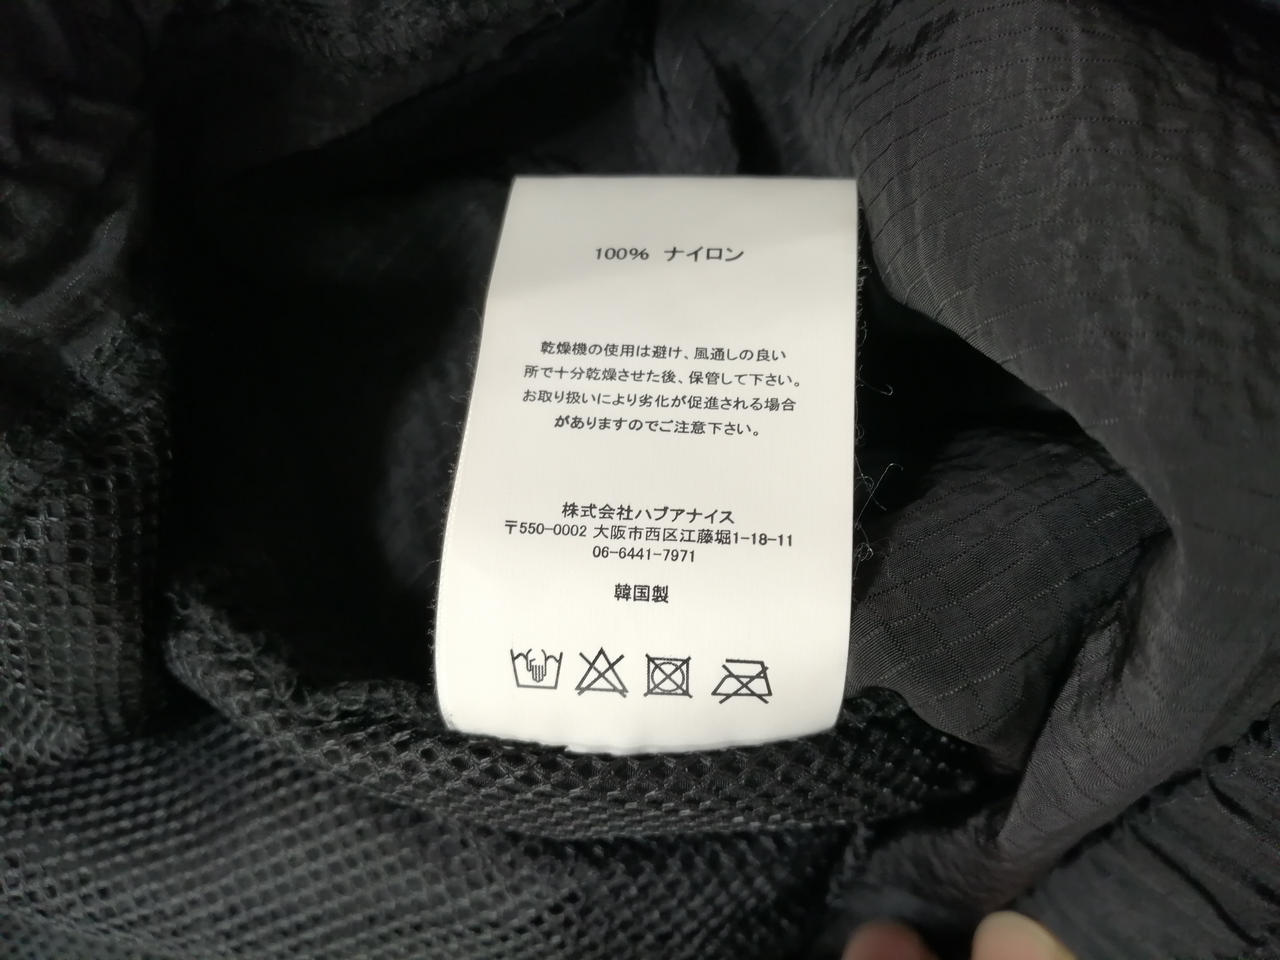 100% ナイロン
乾燥機の使用は避け、風通しの良い
所で十分乾燥させた後、保管して下さい。
お取り扱いにより劣化が促進される場合
がありますのでご注意下さい。
株式会社ハブアナイス
〒550-0002 大阪市西区江藤堀1-18-11
06-6441-7971
韓国製